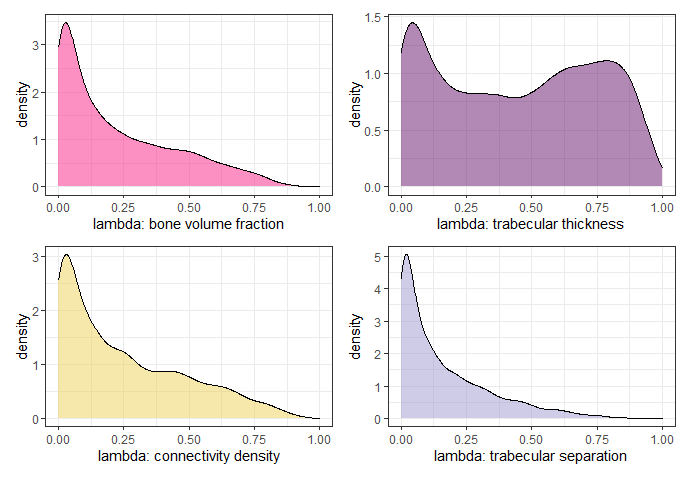 density
3
2
1
0
0.00 0.25 0.50 0.75 1.00
lambda: bone volume fraction
density
1.5
1.0
0.5
0.0
0.00 0.25 0.50 0.75 1.00
lambda: trabecular thickness
density
3
2
1
0
0.00 0.25 0.50 0.75 1.00
lambda: connectivity density
density
5
4
3
2
1
0
0.00 0.25 0.50 0.75 1.00
lambda: trabecular separation